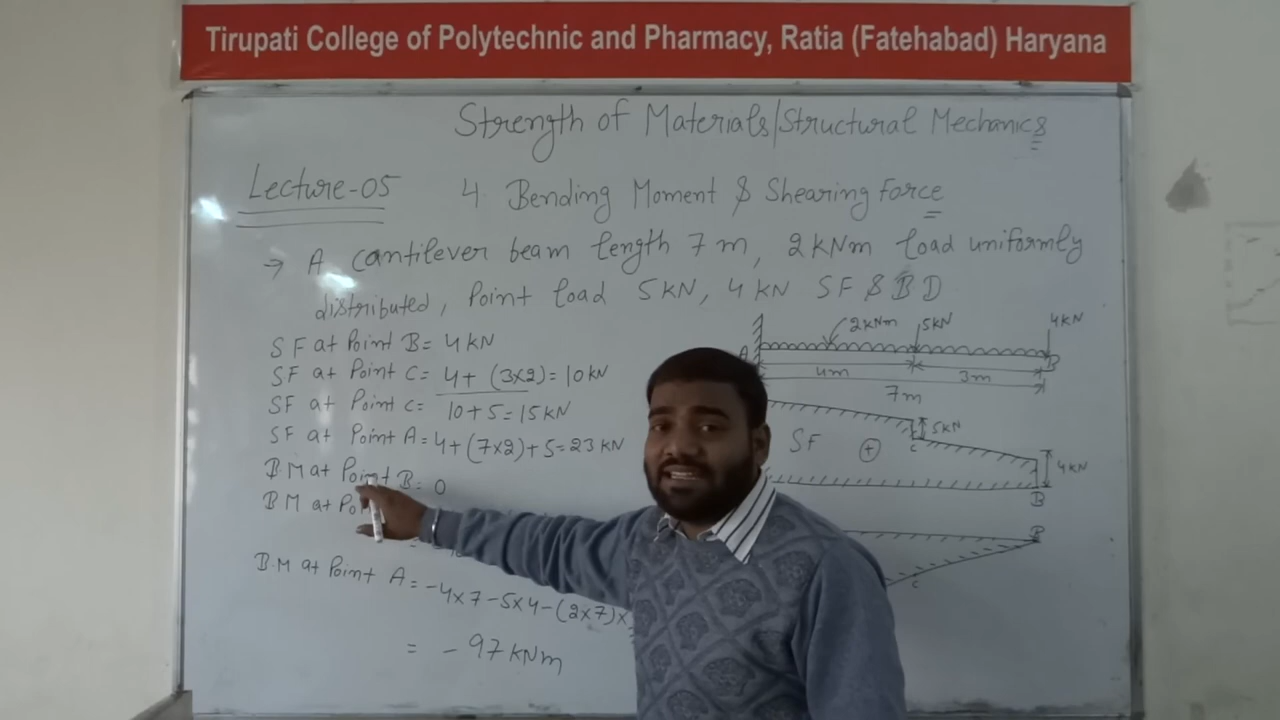 Tirupati College of Polytechnic and Pharmacy, Ratia (Fatehabad) Haryana
Strength of Materials/Structural Mechanics
Lecture-05
4. Bending Moment & Shearing Force
→ A cantilever beam length 7 m, 2 KNm load uniformly
distributed, Point load 5 KN, 4 KN SF & BD
SF at Point B = 4 KN
SF at Point C = 4 + (3×2) = 10 KN
SF at Point C = 10 + 5 = 15 KN
SF at Point A = 4 + (7×2) + 5 = 23 KN
BM at Point B = 0
BM at
BM at Point A = -4×7 -5×4 -(2×7)×
= -97 KNm
2KNm 5KN 4KN
A B
4m 3m
7m
SF + C 5KN
4KN
B
B
C